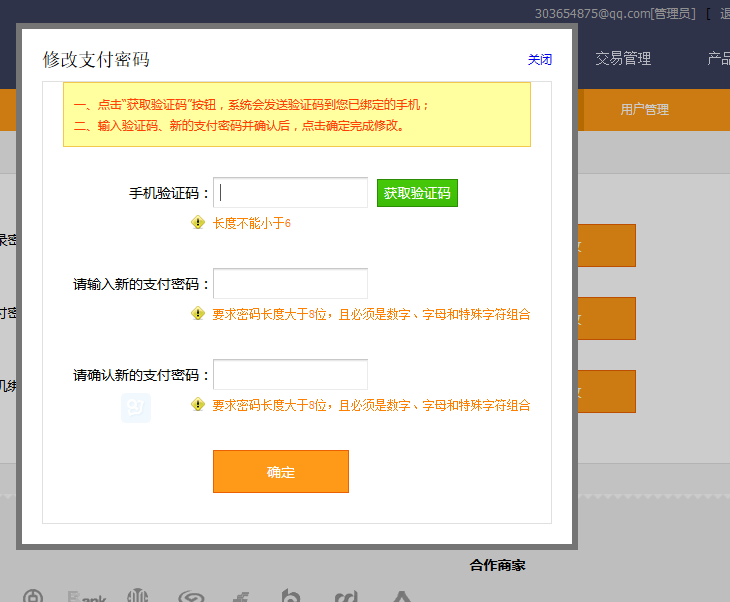 303654875@qq.com[管理员] [ 退
修改支付密码
关闭
交易管理
产品
一、点击"获取验证码"按钮，系统会发送验证码到您已绑定的手机；
二、输入验证码、新的支付密码并确认后，点击确定完成修改。
用户管理
手机验证码：
获取验证码
长度不能小于6
录密
请输入新的支付密码：
要求密码长度大于8位，且必须是数字、字母和特殊字符组合
付密
请确认新的支付密码：
机绑
要求密码长度大于8位，且必须是数字、字母和特殊字符组合
确定
合作商家
Bank